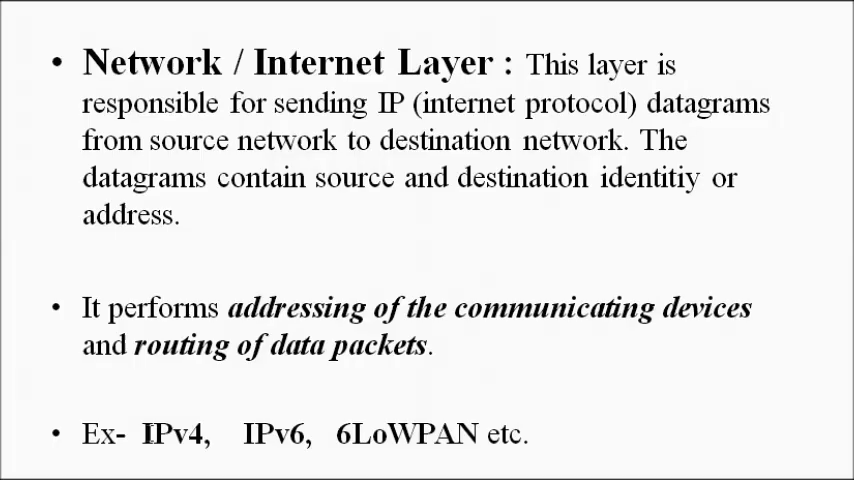 • Network / Internet Layer : This layer is
responsible for sending IP (internet protocol) datagrams
from source network to destination network. The
datagrams contain source and destination identitiy or
address.
• It performs addressing of the communicating devices
and routing of data packets.
• Ex- IPv4, IPv6, 6LoWPAN etc.